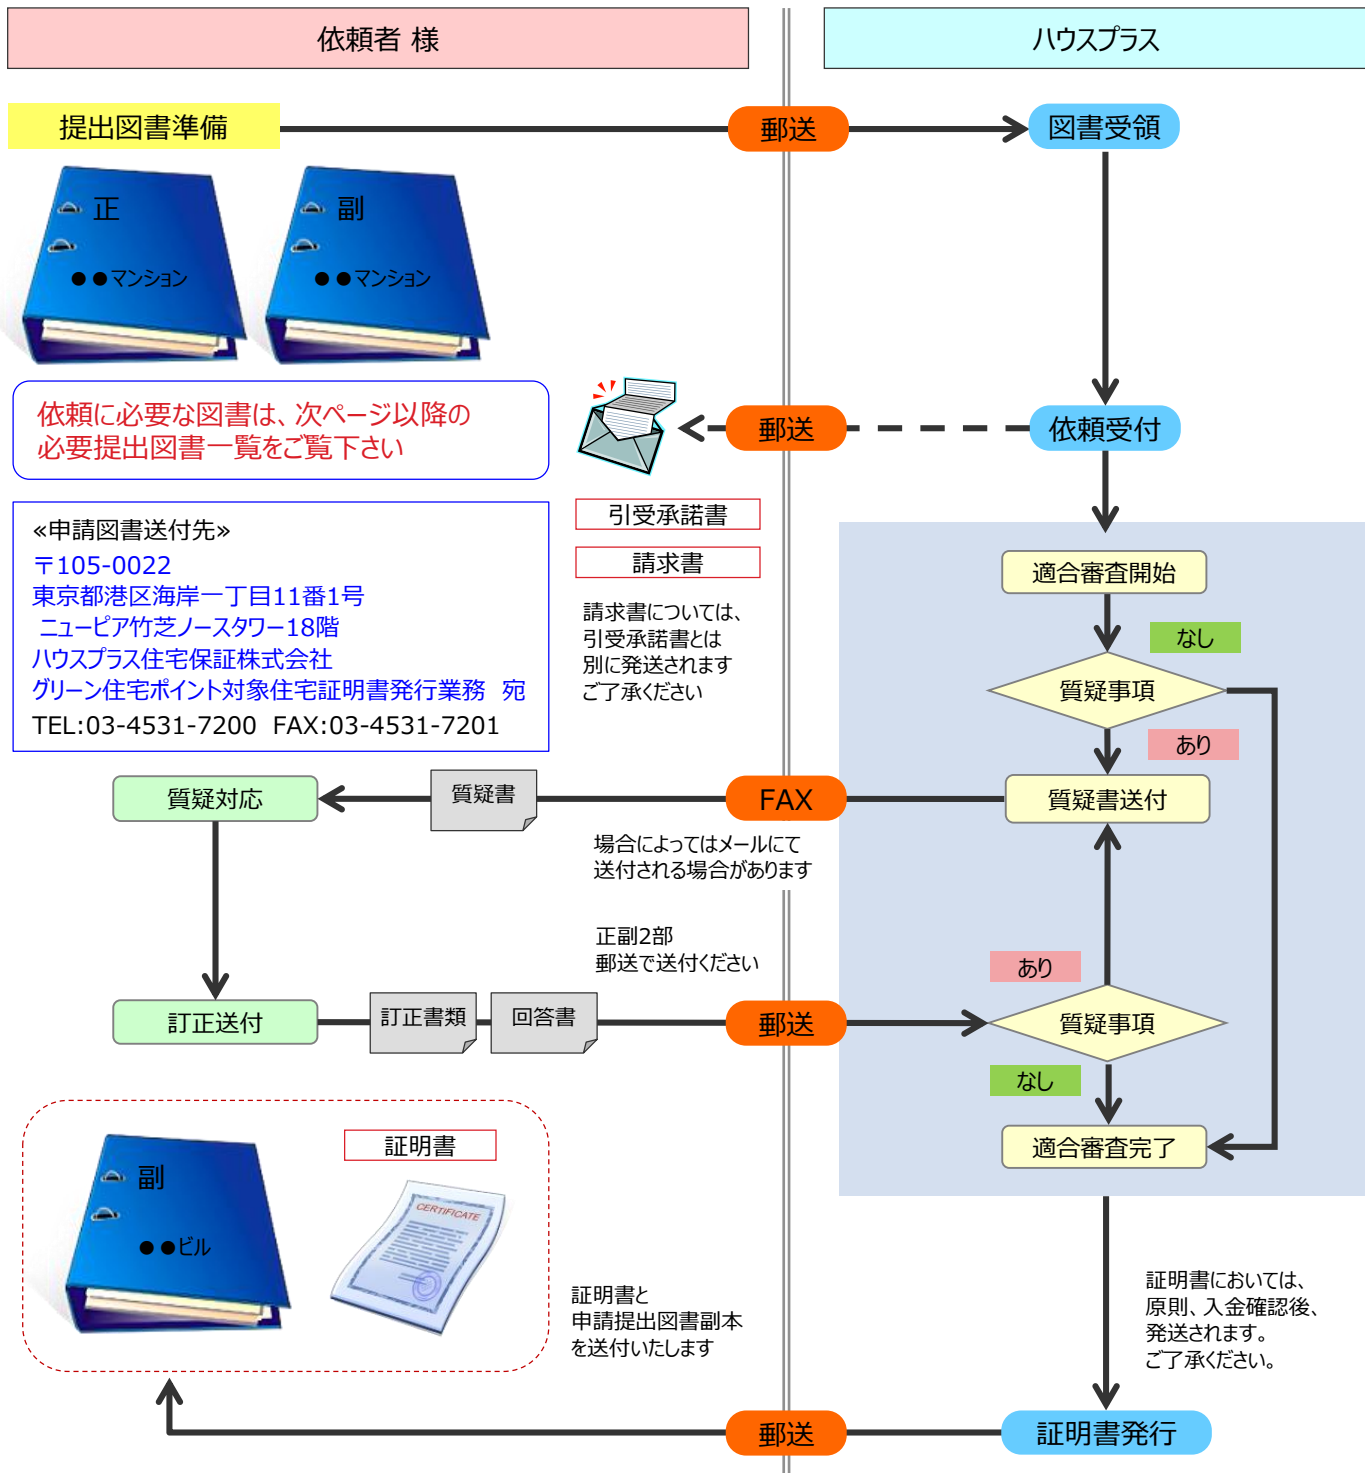 依頼者 様
ハウスプラス
提出図書準備
郵送
図書受領
正
●●マンション
副
●●マンション
依頼に必要な図書は、次ページ以降の
必要提出図書一覧をご覧下さい
郵送
依頼受付
引受承諾書
請求書
請求書については、
引受承諾書とは
別に発送されます
ご了承ください
≪申請図書送付先≫
〒105-0022
東京都港区海岸一丁目11番1号
ニューピア竹芝ノースタワー18階
ハウスプラス住宅保証株式会社
グリーン住宅ポイント対象住宅証明書発行業務 宛
TEL:03-4531-7200 FAX:03-4531-7201
適合審査開始
なし
質疑事項
あり
質疑対応
質疑書
FAX
質疑書送付
場合によってはメールにて
送付される場合があります
正副2部
郵送で送付ください
あり
訂正送付
訂正書類
回答書
郵送
質疑事項
なし
適合審査完了
副
●●ビル
証明書
CERTIFICATE
証明書と
申請提出図書副本
を送付いたします
証明書においては、
原則、入金確認後、
発送されます。
ご了承ください。
郵送
証明書発行